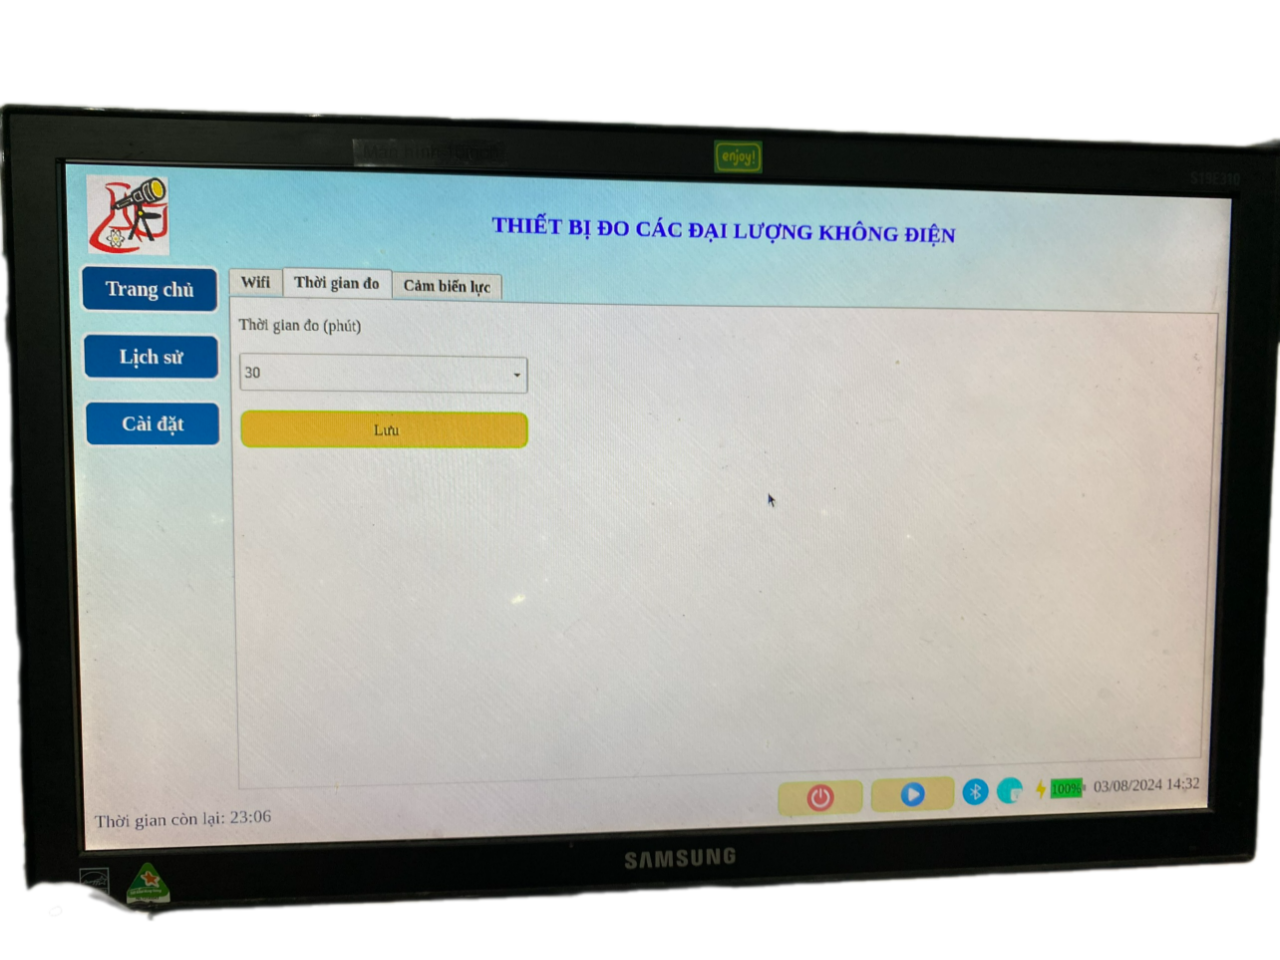 enjoy!
S19E310
THIẾT BỊ ĐO CÁC ĐẠI LƯỢNG KHÔNG ĐIỆN
Trang chủ
Lịch sử
Cài đặt
Wifi Thời gian đo Cảm biến lực
Thời gian đo (phút)
30
Lưu
100% 03/08/2024 14:32
Thời gian còn lại: 23:06
SAMSUNG